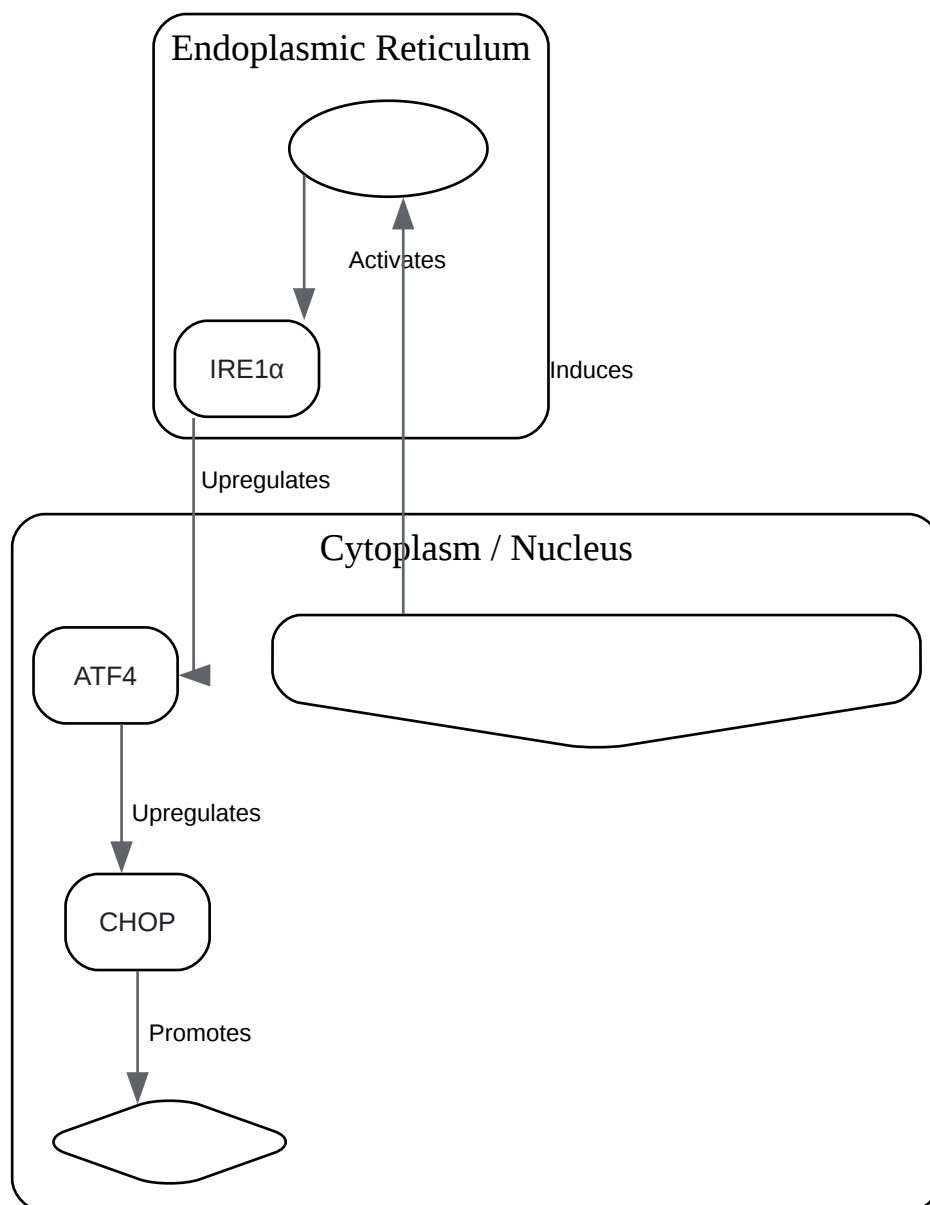 Endoplasmic Reticulum
Activates
IRE1α
Induces
Upregulates
Cytoplasm / Nucleus
ATF4
Upregulates
CHOP
Promotes